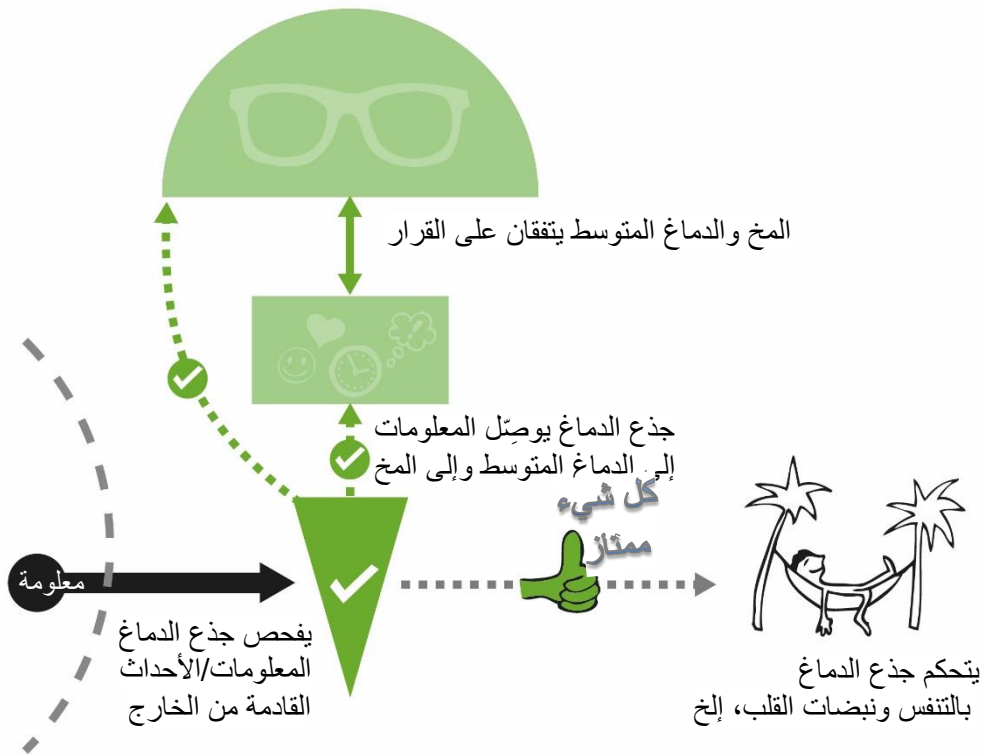 المخ والدماغ المتوسط يتفقان على القرار
جذع الدماغ يوصِّل المعلومات
إلى الدماغ المتوسط وإلى المخ
كل شيء
ممتاز
معلومة
يفحص جذع الدماغ
المعلومات/الأحداث
القادمة من الخارج
يتحكم جذع الدماغ
بالتنفس ونبضات القلب، إلخ